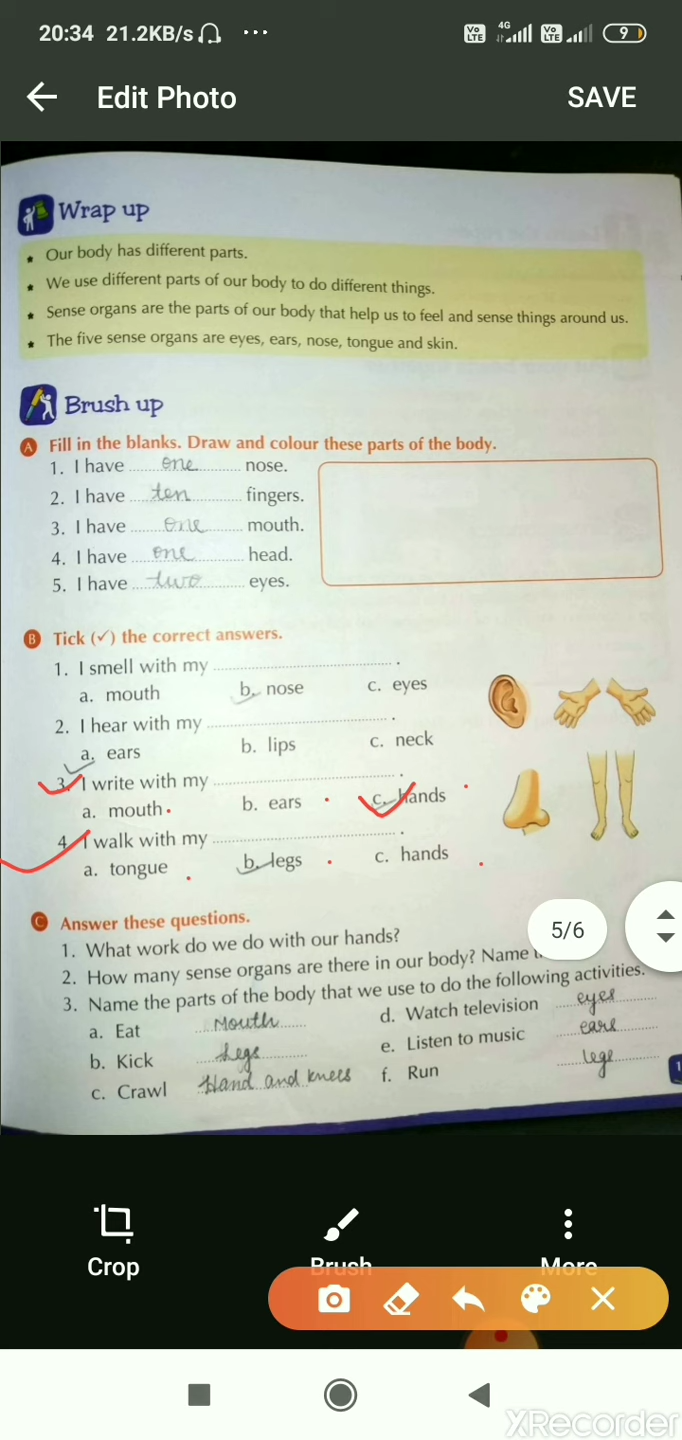 20:34 21.2KB/s ... Vo LTE 4G Vo LTE 9
Edit Photo SAVE
Wrap up
Our body has different parts.
We use different parts of our body to do different things.
Sense organs are the parts of our body that help us to feel and sense things around us.
The five sense organs are eyes, ears, nose, tongue and skin.
Brush up
A Fill in the blanks. Draw and colour these parts of the body.
1. I have one nose.
2. I have ten fingers.
3. I have one mouth.
4. I have one head.
5. I have two eyes.
B Tick (✓) the correct answers.
1. I smell with my .
a. mouth b. nose c. eyes
2. I hear with my .
a. ears b. lips c. neck
3. I write with my .
a. mouth b. ears c. hands
4. I walk with my .
a. tongue b. legs c. hands
C Answer these questions.
1. What work do we do with our hands?
2. How many sense organs are there in our body? Name
3. Name the parts of the body that we use to do the following activities.
a. Eat Mouth d. Watch television eyes
b. Kick Legs e. Listen to music ears
c. Crawl Hand and knees f. Run legs
5/6
1
Crop Brush More
XRecorder